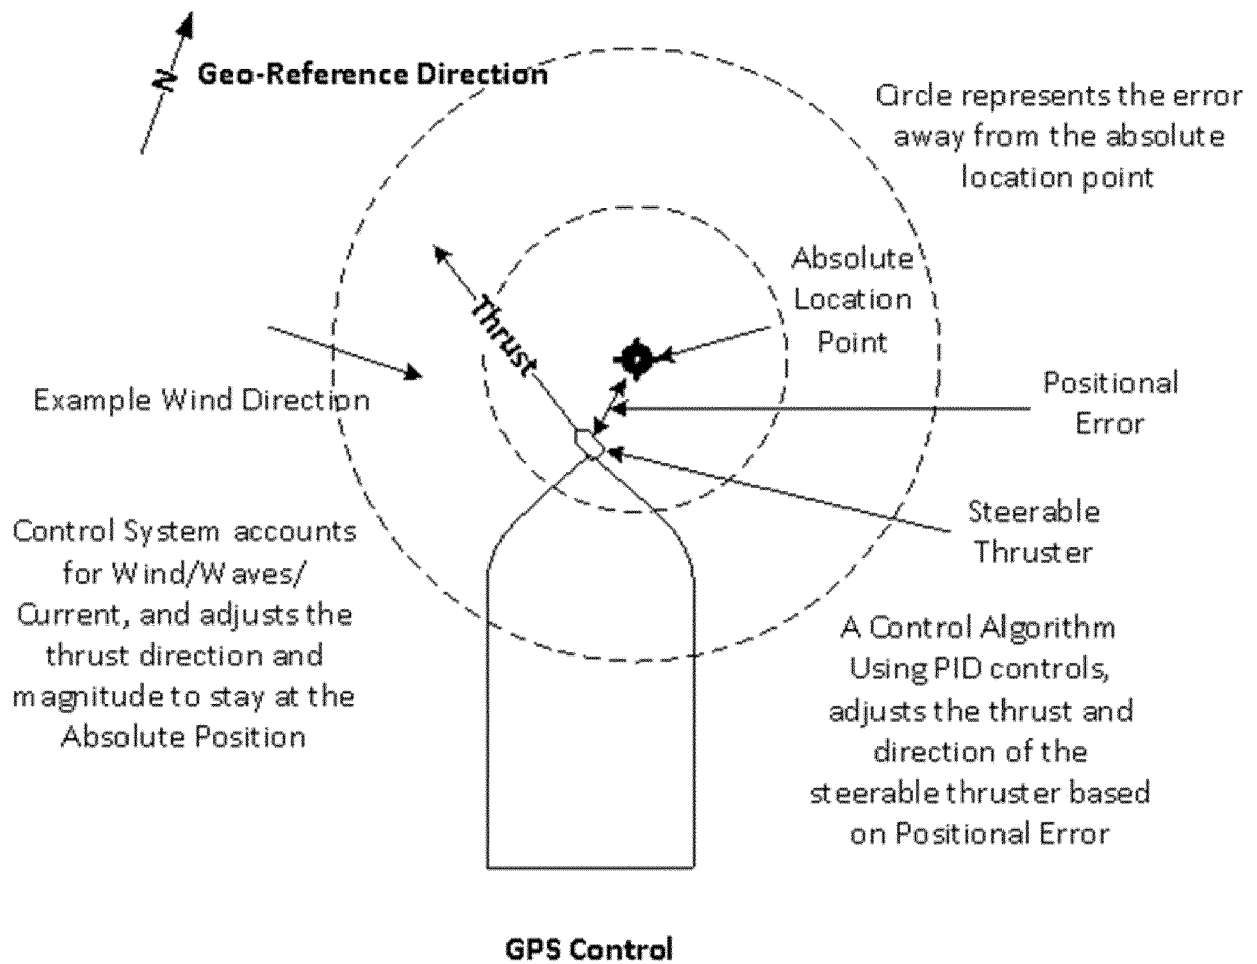 N
Geo-Reference Direction
Circle represents the error
away from the absolute
location point
Absolute
Location
Point
Thrust
Example Wind Direction
Positional
Error
Steerable
Thruster
Control System accounts
for Wind/Waves/
Current, and adjusts the
thrust direction and
magnitude to stay at the
Absolute Position
A Control Algorithm
Using PID controls,
adjusts the thrust and
direction of the
steerable thruster based
on Positional Error
GPS Control